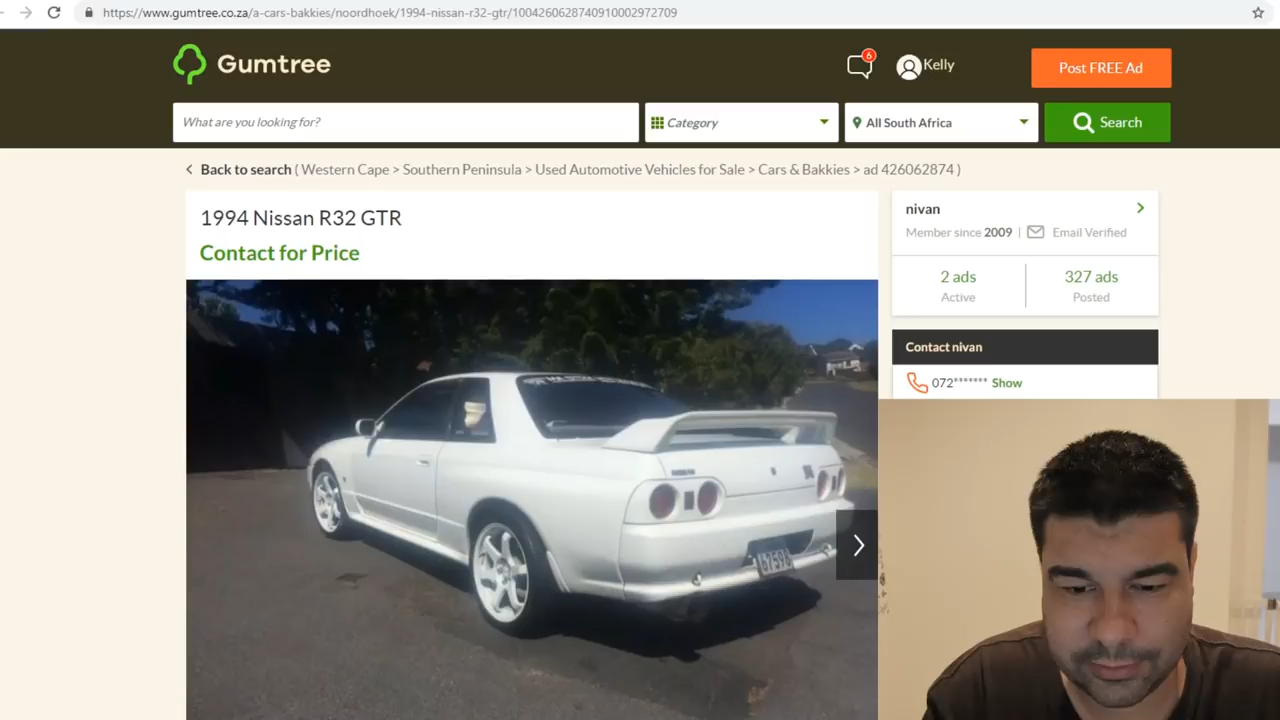 https://www.gumtree.co.za/a-cars-bakkies/noordhoek/1994-nissan-r32-gtr/1004260628740910002972709
Gumtree
6
Kelly
Post FREE Ad
What are you looking for?
Category
All South Africa
Search
Back to search ( Western Cape > Southern Peninsula > Used Automotive Vehicles for Sale > Cars & Bakkies > ad 426062874 )
1994 Nissan R32 GTR
Contact for Price
nivan
Member since 2009 | Email Verified
2 ads
Active
327 ads
Posted
Contact nivan
072******* Show